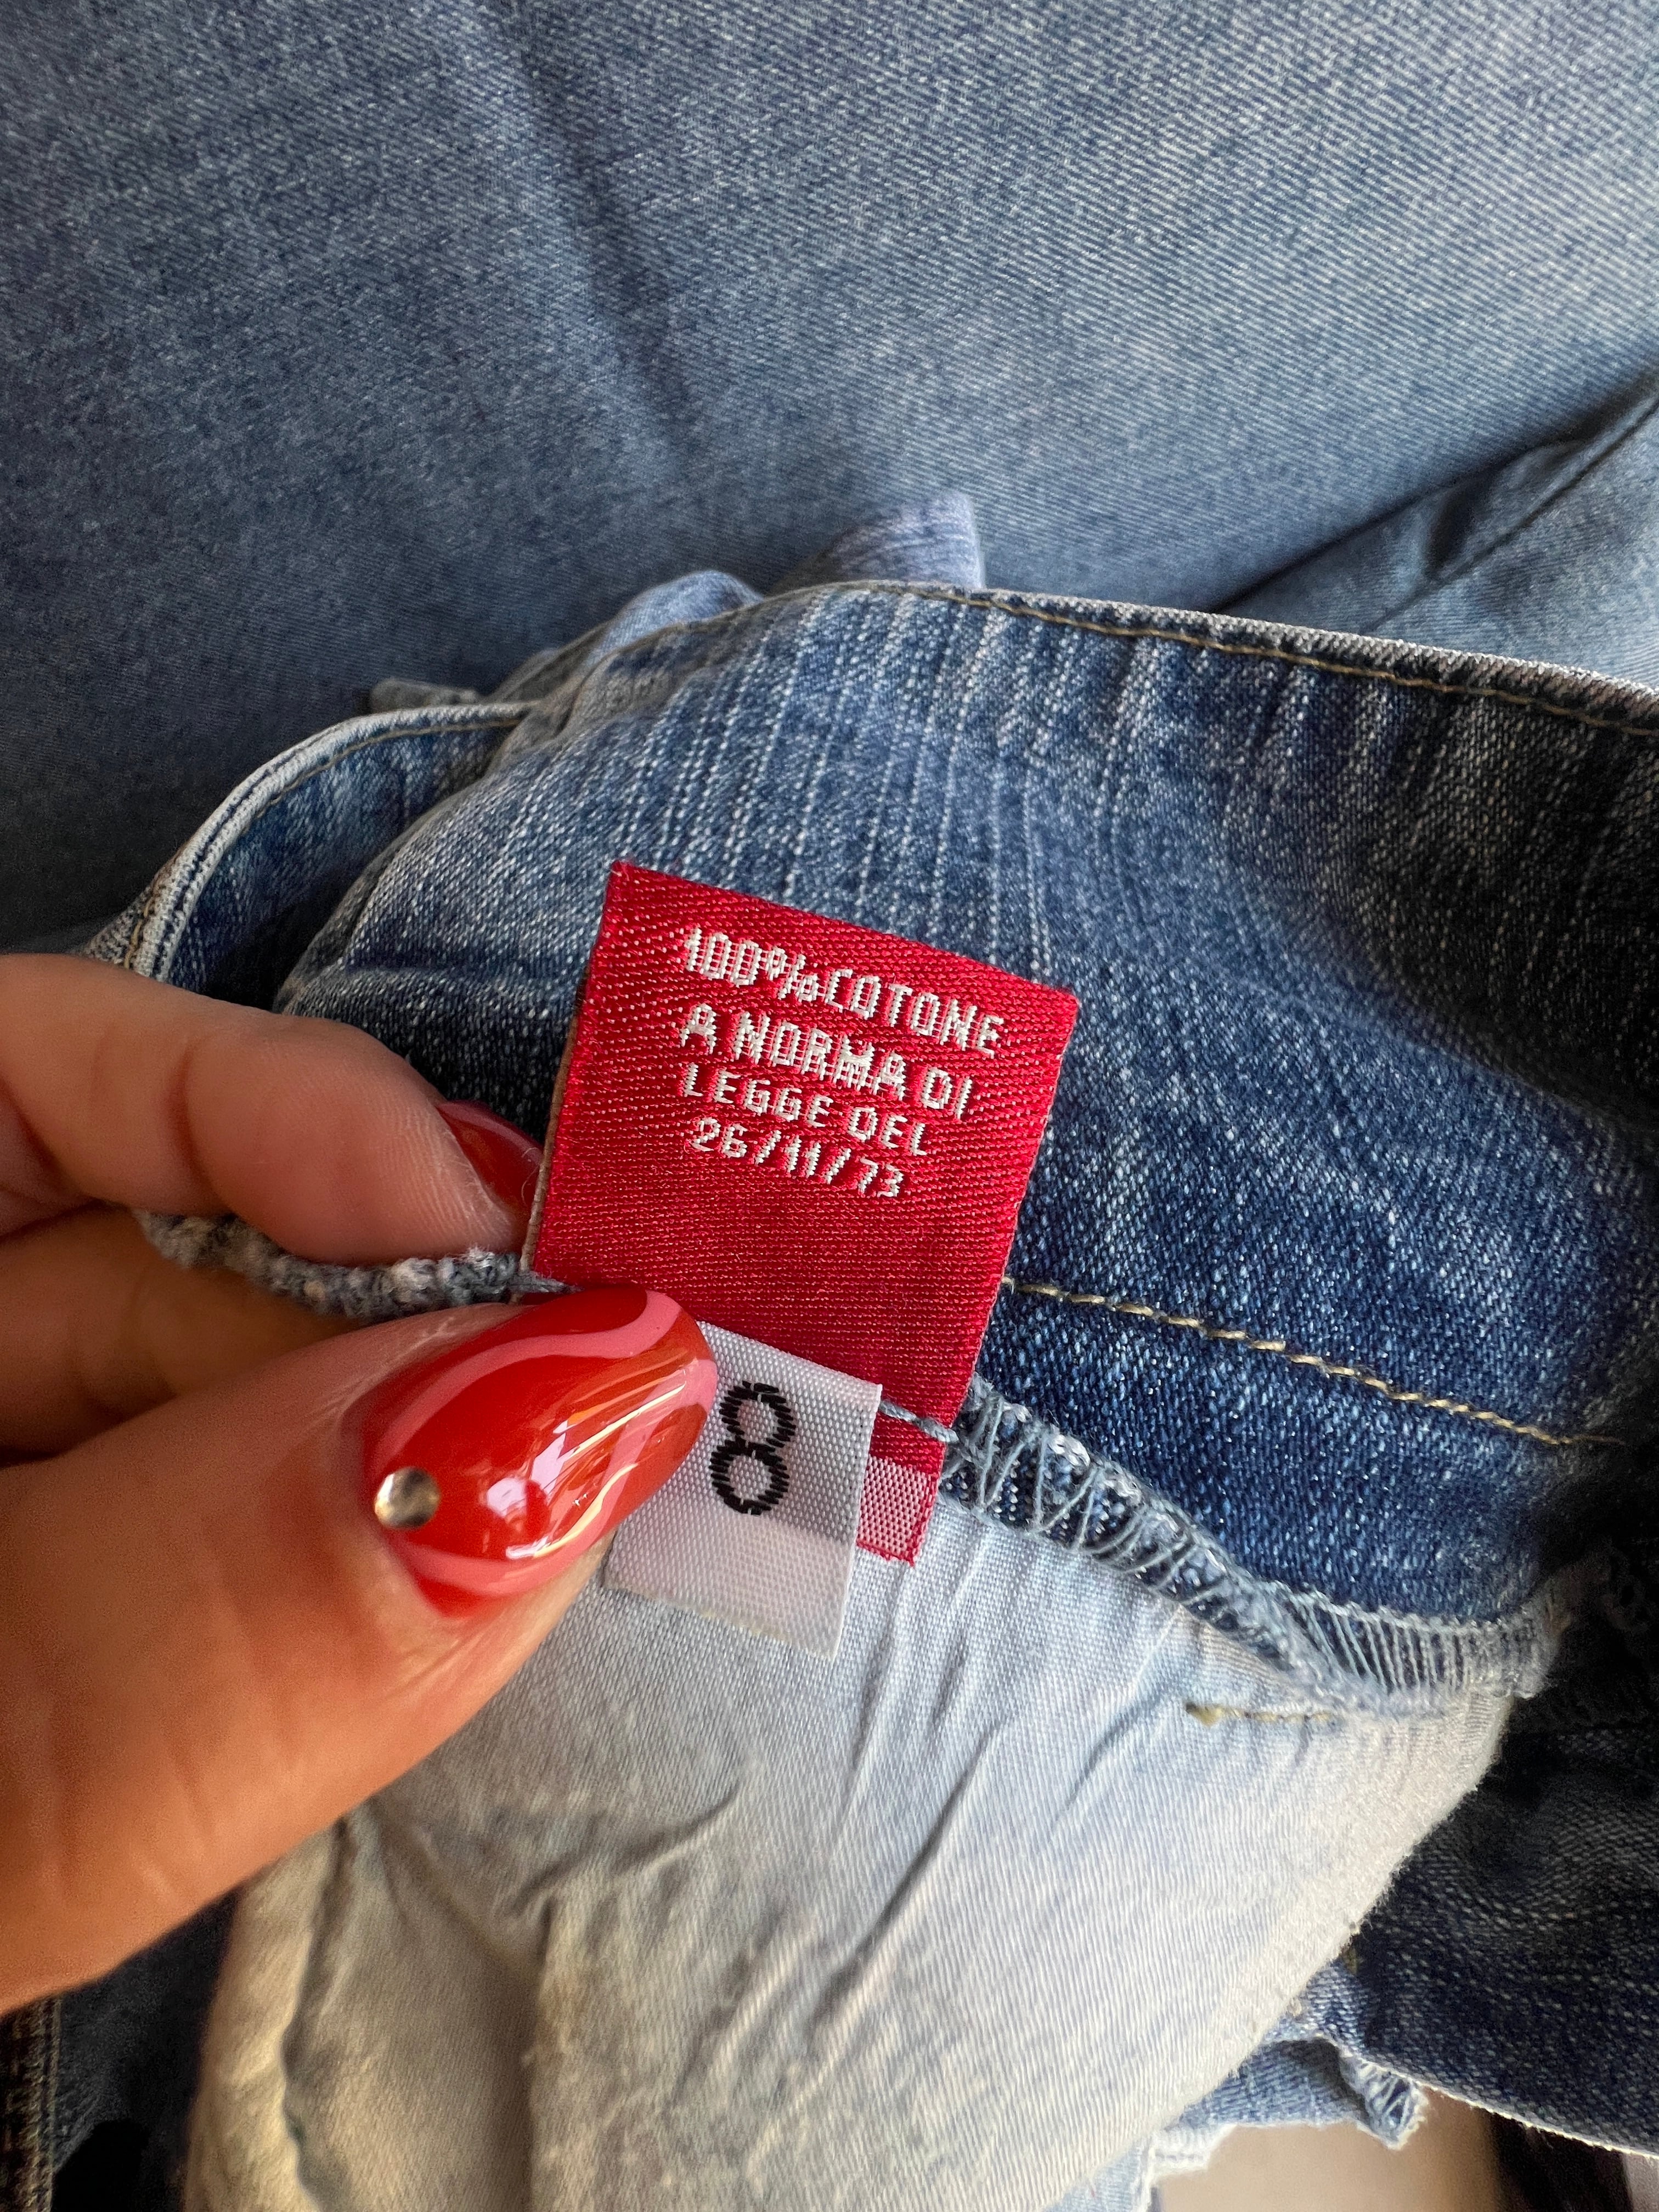 100%COTONE
A NORMA DI
LEGGE DEL
26/11/73
8